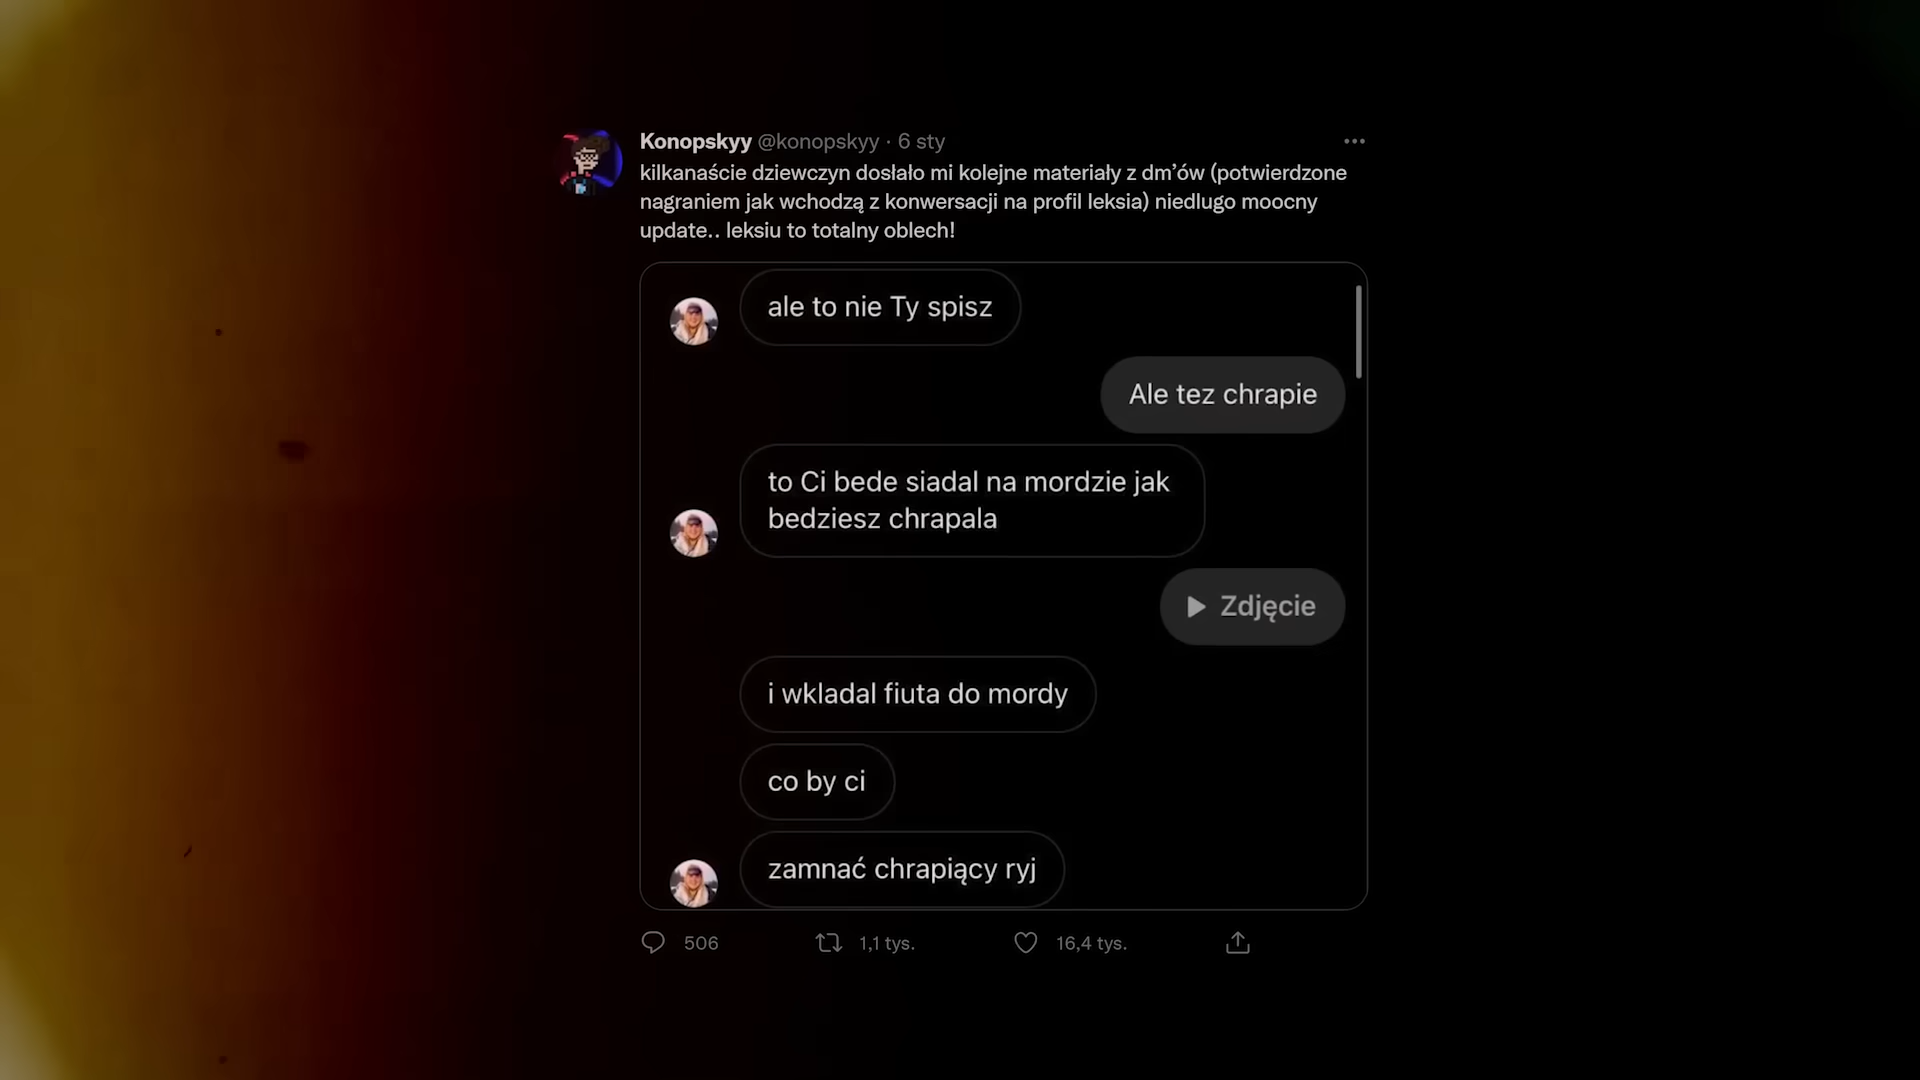 Konopskyy @konopskyy · 6 sty
kilkanaście dziewczyn dosłało mi kolejne materiały z dm’ów (potwierdzone
nagraniem jak wchodzą z konwersacji na profil leksia) niedlugo moocny
update.. leksiu to totalny oblech!
ale to nie Ty spisz
Ale tez chrapie
to Ci bede siadal na mordzie jak
bedziesz chrapala
Zdjęcie
i wkladal fiuta do mordy
co by ci
zamnać chrapiący ryj
506 1,1 tys. 16,4 tys.